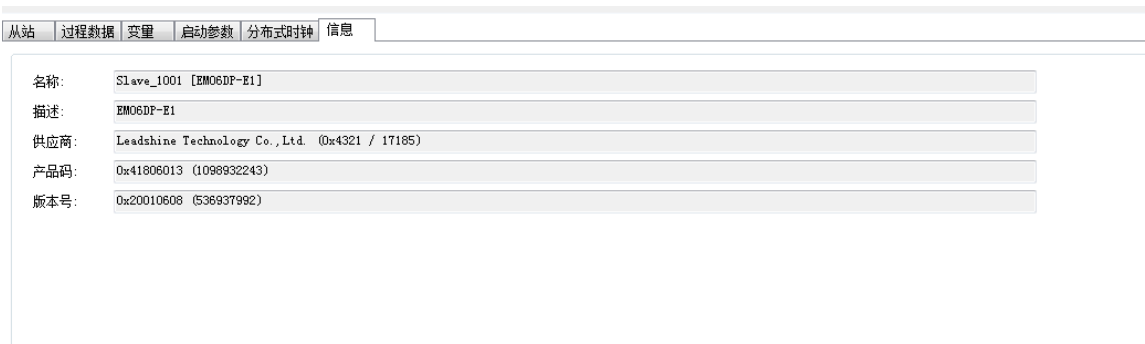 从站 过程数据 变量 启动参数 分布式时钟 信息
名称: Slave_1001 [EM06DP-E1]
描述: EM06DP-E1
供应商: Leadshine Technology Co.,Ltd. (0x4321 / 17185)
产品码: 0x41806013 (1098932243)
版本号: 0x20010608 (536937992)